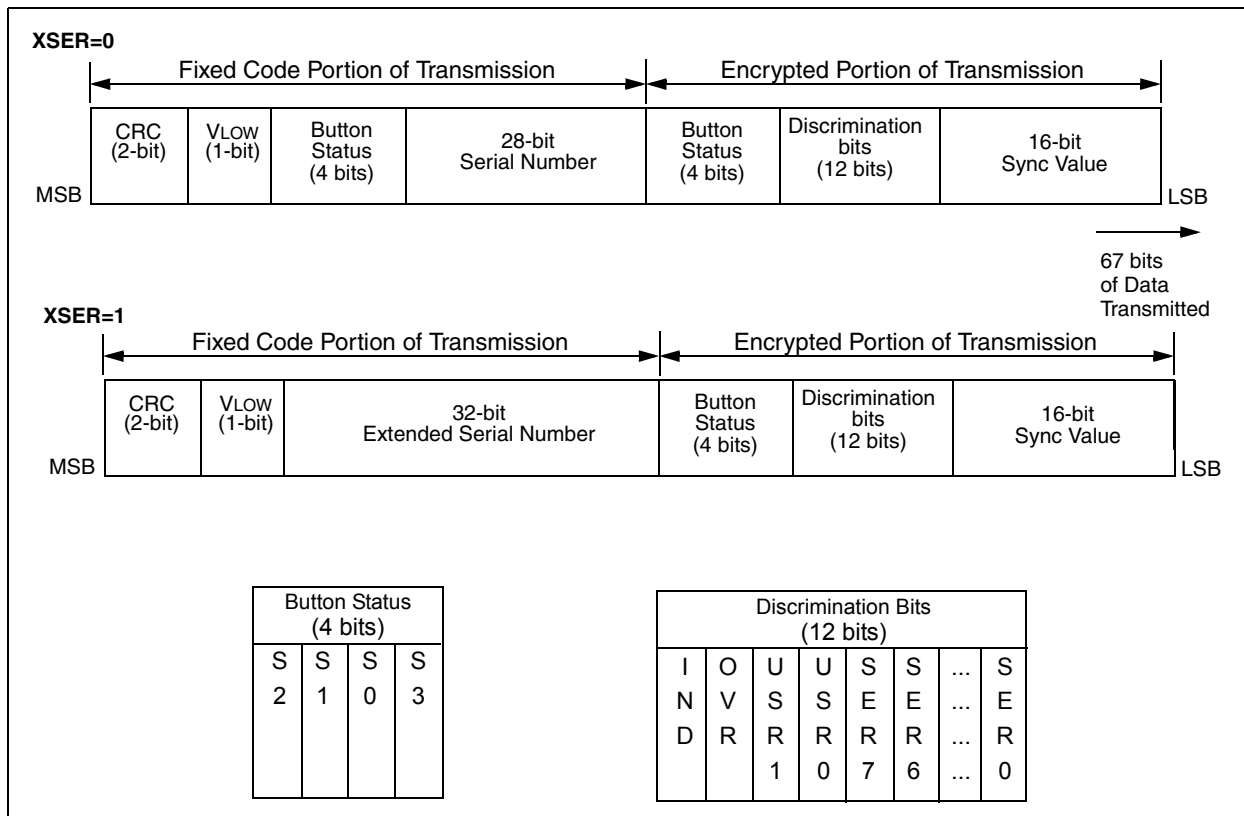 XSER=0
Fixed Code Portion of Transmission
Encrypted Portion of Transmission
CRC
(2-bit)
VLOW
(1-bit)
Button
Status
(4 bits)
28-bit
Serial Number
Button
Status
(4 bits)
Discrimination
bits
(12 bits)
16-bit
Sync Value
MSB
LSB
67 bits
of Data
Transmitted
XSER=1
Fixed Code Portion of Transmission
Encrypted Portion of Transmission
CRC
(2-bit)
VLOW
(1-bit)
32-bit
Extended Serial Number
Button
Status
(4 bits)
Discrimination
bits
(12 bits)
16-bit
Sync Value
MSB
LSB
Button Status
(4 bits)
S S S S
2 1 0 3
Discrimination Bits
(12 bits)
I O U U S S ... S
N V S S E E ... E
D R R R R R ... R
1 0 7 6 ... 0